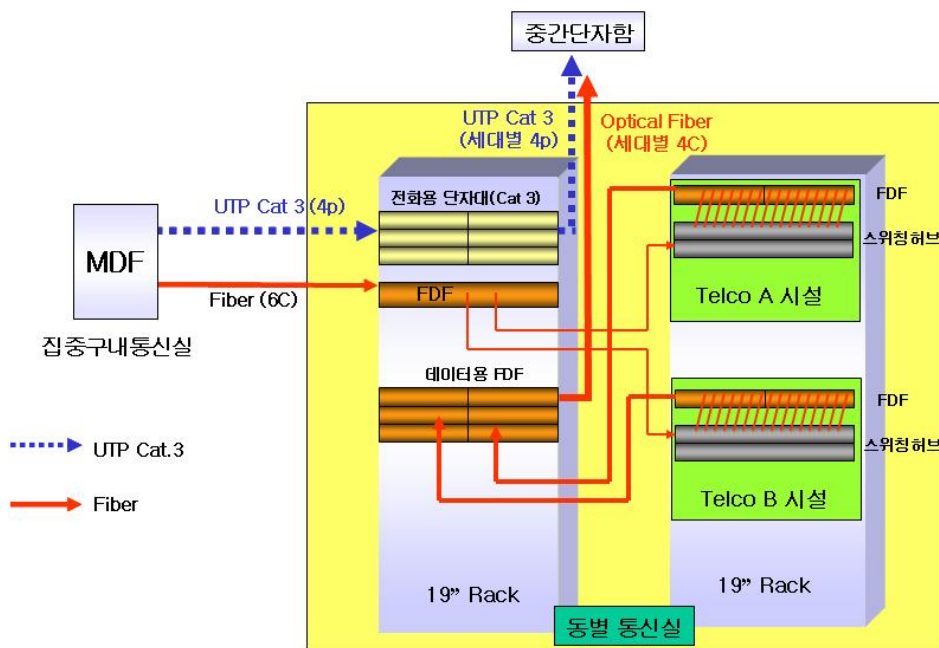 중간단자함
UTP Cat 3
(세대별 4p)
Optical Fiber
(세대별 4C)
UTP Cat 3 (4p)
전화용 단자대(Cat 3)
FDF
스위칭허브
MDF
FDF
Telco A 시설
Fiber (6C)
집중구내통신실
데이터용 FDF
FDF
UTP Cat.3
스위칭허브
Fiber
Telco B 시설
19” Rack
19” Rack
동별 통신실